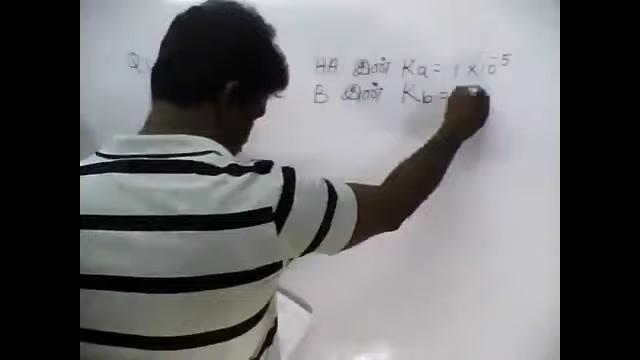 HA இன் Ka = 1 × 10⁻⁵
B இன் Kb =